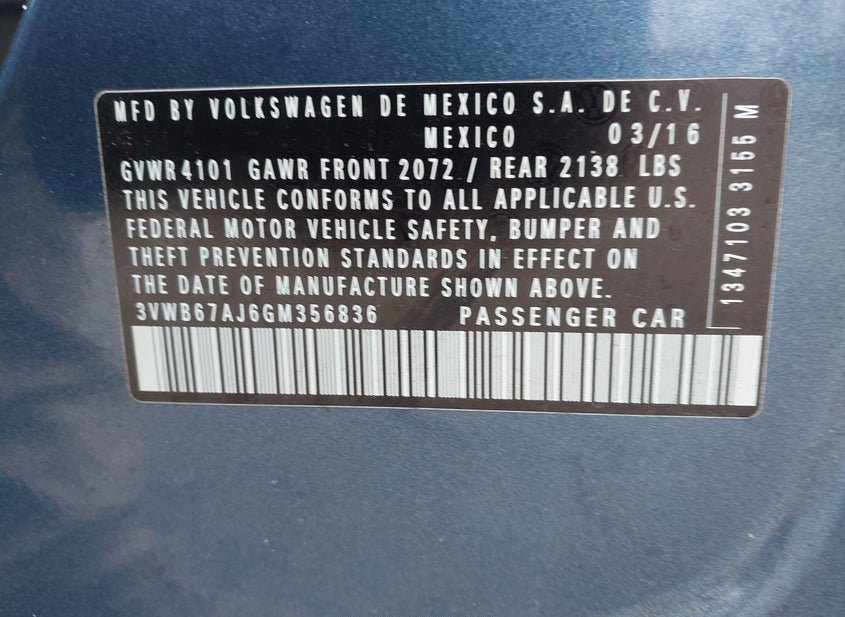 MFD BY VOLKSWAGEN DE MEXICO S.A. DE C.V.
MEXICO 03/16
GVWR 4101 GAWR FRONT 2072 / REAR 2138 LBS
THIS VEHICLE CONFORMS TO ALL APPLICABLE U.S.
FEDERAL MOTOR VEHICLE SAFETY, BUMPER AND
THEFT PREVENTION STANDARDS IN EFFECT ON
THE DATE OF MANUFACTURE SHOWN ABOVE.
3VWB67AJ6GM356836 PASSENGER CAR
1347103 3155 M